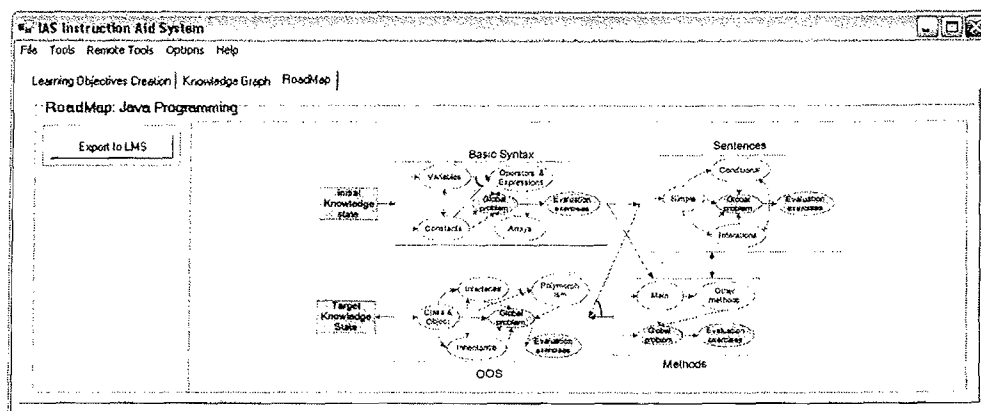 IAS Instruction Aid System
File Tools Remote Tools Options Help
Learning Objectives Creation Knowledge Graph RoadMap
RoadMap: Java Programming
Export to LMS
Basic Syntax
Sentences
Initial
Knowledge
state
Variables
Operators &
Expressions
Global
problem
Evaluation
exercises
Constants
Arrays
Conditional
Simple
Global
problem
Evaluation
exercises
Interational
Target
Knowledge
State
Class &
Object
Interfaces
Polymorph
ism
Global
problem
Inheritance
Evaluation
exercises
OOS
Main
Other
methods
Global
problem
Evaluation
exercises
Methods